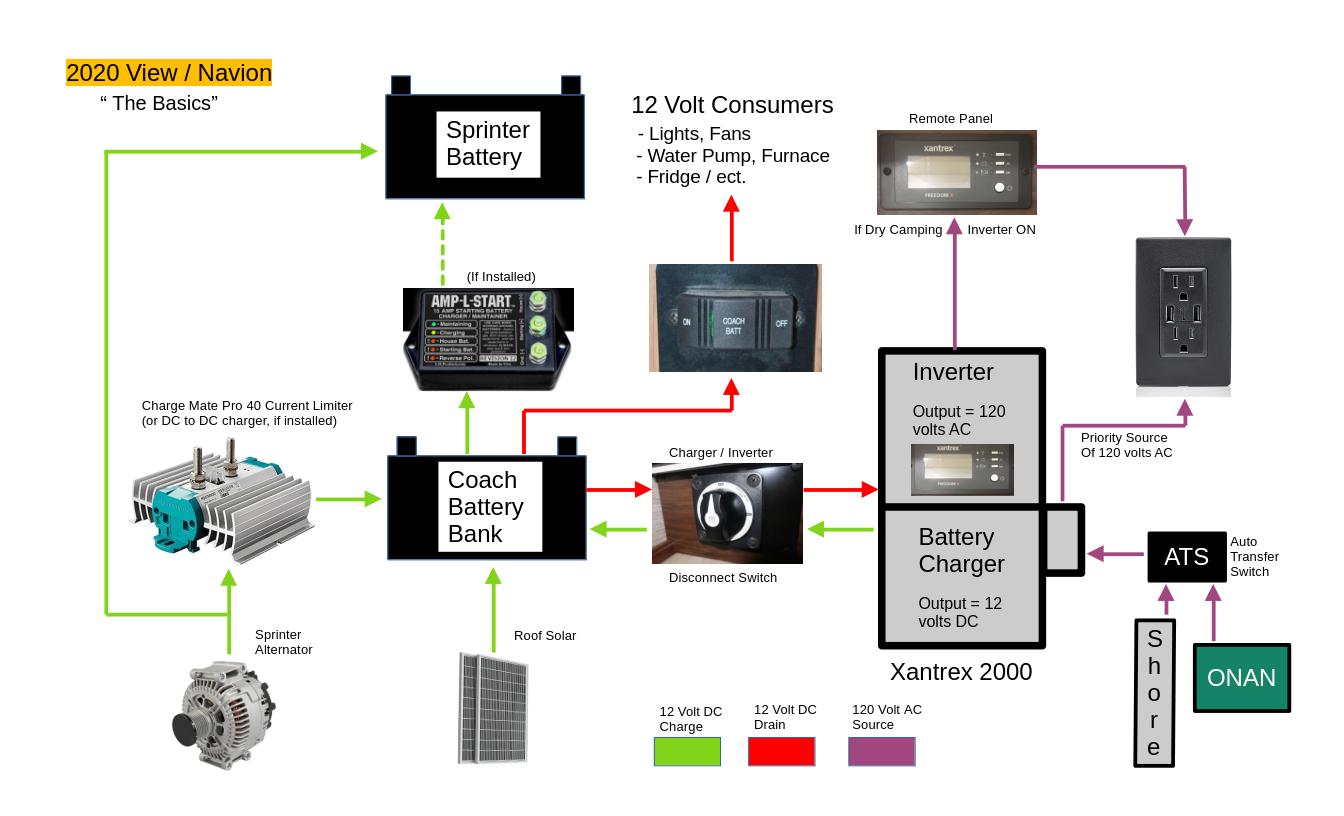 2020 View / Navion
“ The Basics”
Sprinter
Battery
12 Volt Consumers
- Lights, Fans
- Water Pump, Furnace
- Fridge / ect.
Remote Panel
xantrex
FREEDOM X
If Dry Camping
Inverter ON
(If Installed)
AMP-L-START
15 AMP STARTING BATTERY
CHARGER / MAINTAINER
Maintaining
Charging
House Bat.
Starting Bat.
Reverse Pol.
ON
COACH
BATT
OFF
Charge Mate Pro 40 Current Limiter
(or DC to DC charger, if installed)
Coach
Battery
Bank
Charger / Inverter
OFF
Disconnect Switch
Inverter
Output = 120
volts AC
xantrex
Battery
Charger
Output = 12
volts DC
Xantrex 2000
Priority Source
Of 120 volts AC
ATS
Auto
Transfer
Switch
Shore
ONAN
Sprinter
Alternator
Roof Solar
12 Volt DC
Charge
12 Volt DC
Drain
120 Volt AC
Source